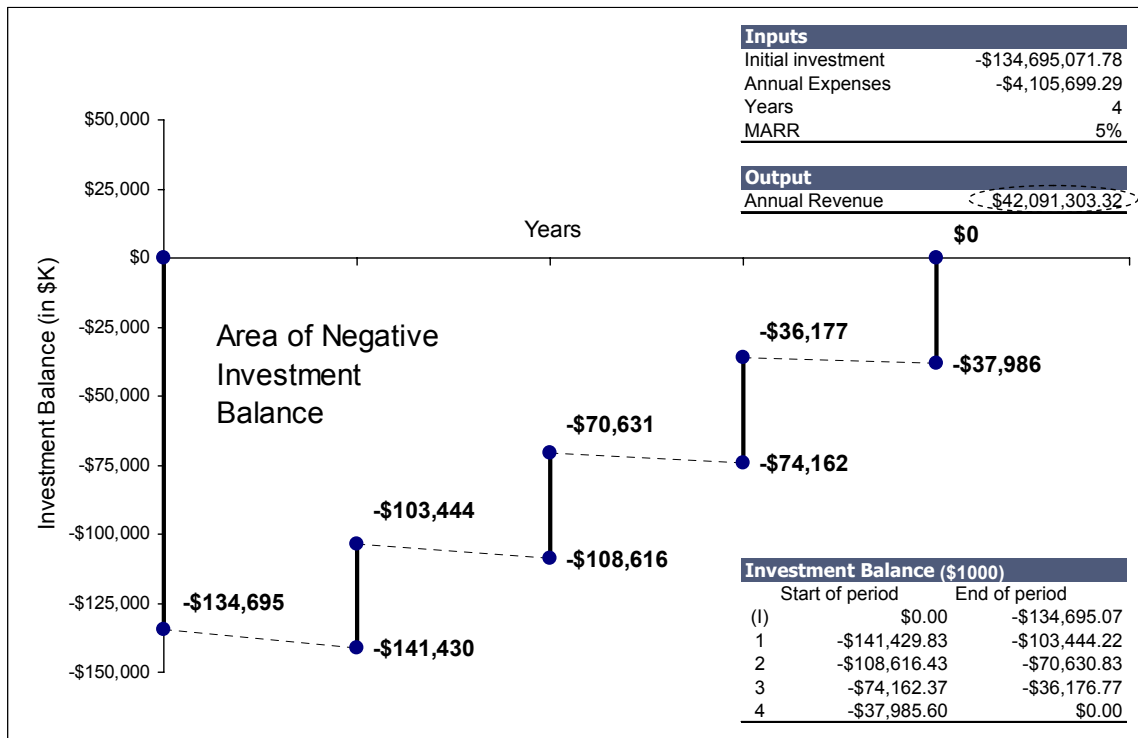 Inputs
Initial investment -$134,695,071.78
Annual Expenses -$4,105,699.29
Years 4
MARR 5%
Output
Annual Revenue $42,091,303.32
$50,000
$25,000
$0
-$25,000
-$50,000
-$75,000
-$100,000
-$125,000
-$150,000
Investment Balance (in $K)
Years
Area of Negative
Investment
Balance
-$134,695
-$141,430
-$103,444
-$108,616
-$70,631
-$74,162
-$36,177
-$37,986
$0
Investment Balance ($1000)
Start of period End of period
(I) $0.00 -$134,695.07
1 -$141,429.83 -$103,444.22
2 -$108,616.43 -$70,630.83
3 -$74,162.37 -$36,176.77
4 -$37,985.60 $0.00